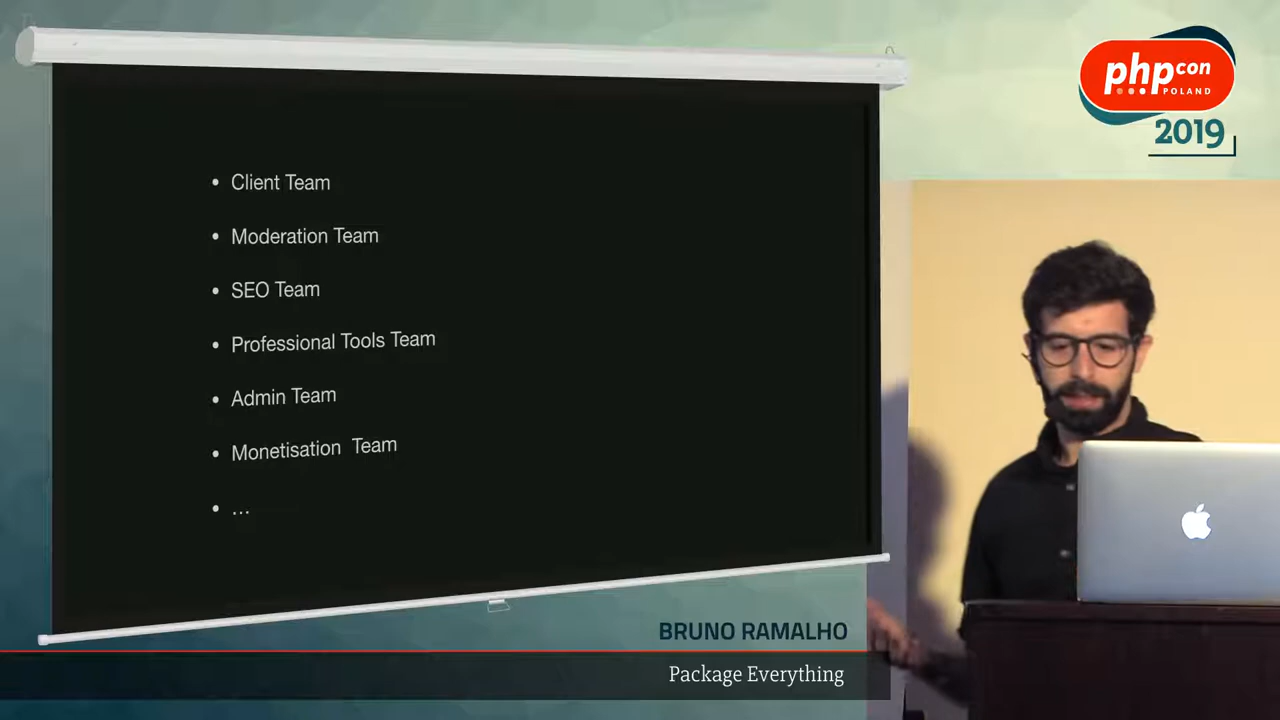 • Client Team
• Moderation Team
• SEO Team
• Professional Tools Team
• Admin Team
• Monetisation Team
• ...
php con
POLAND
2019
BRUNO RAMALHO
Package Everything